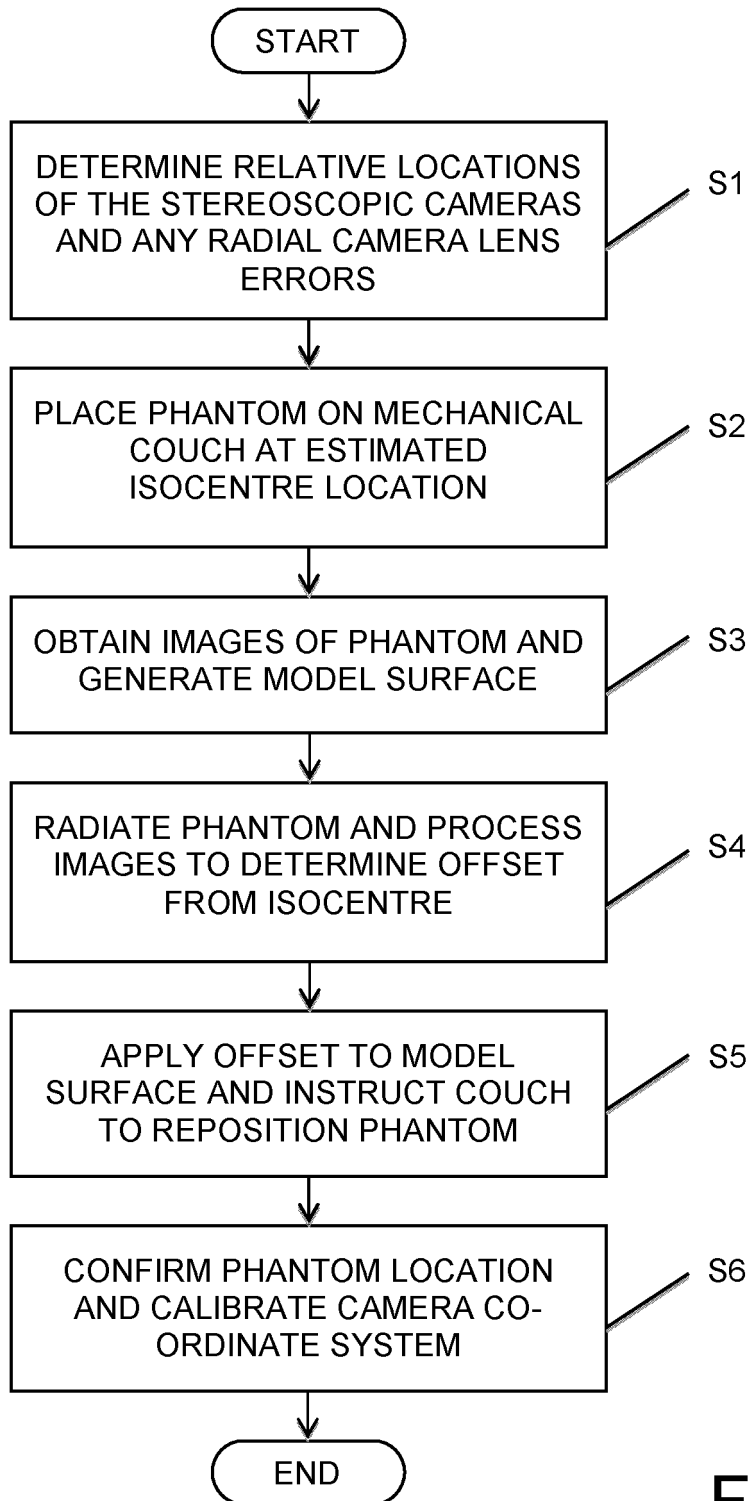 START
DETERMINE RELATIVE LOCATIONS
OF THE STEREOSCOPIC CAMERAS
AND ANY RADIAL CAMERA LENS
ERRORS
S1
PLACE PHANTOM ON MECHANICAL
COUCH AT ESTIMATED
ISOCENTRE LOCATION
S2
OBTAIN IMAGES OF PHANTOM AND
GENERATE MODEL SURFACE
S3
RADIATE PHANTOM AND PROCESS
IMAGES TO DETERMINE OFFSET
FROM ISOCENTRE
S4
APPLY OFFSET TO MODEL
SURFACE AND INSTRUCT COUCH
TO REPOSITION PHANTOM
S5
CONFIRM PHANTOM LOCATION
AND CALIBRATE CAMERA CO-
ORDINATE SYSTEM
S6
END